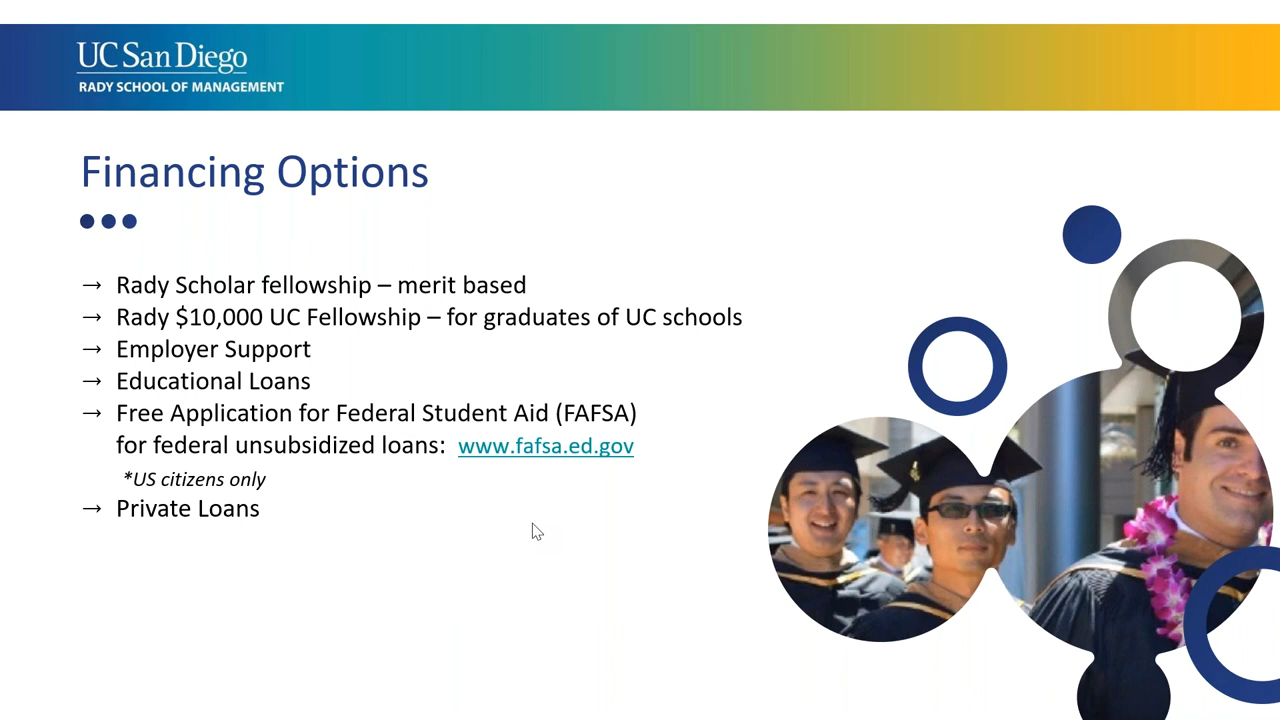 UC San Diego
RADY SCHOOL OF MANAGEMENT
Financing Options
→ Rady Scholar fellowship – merit based
→ Rady $10,000 UC Fellowship – for graduates of UC schools
→ Employer Support
→ Educational Loans
→ Free Application for Federal Student Aid (FAFSA)
for federal unsubsidized loans: www.fafsa.ed.gov
*US citizens only
→ Private Loans